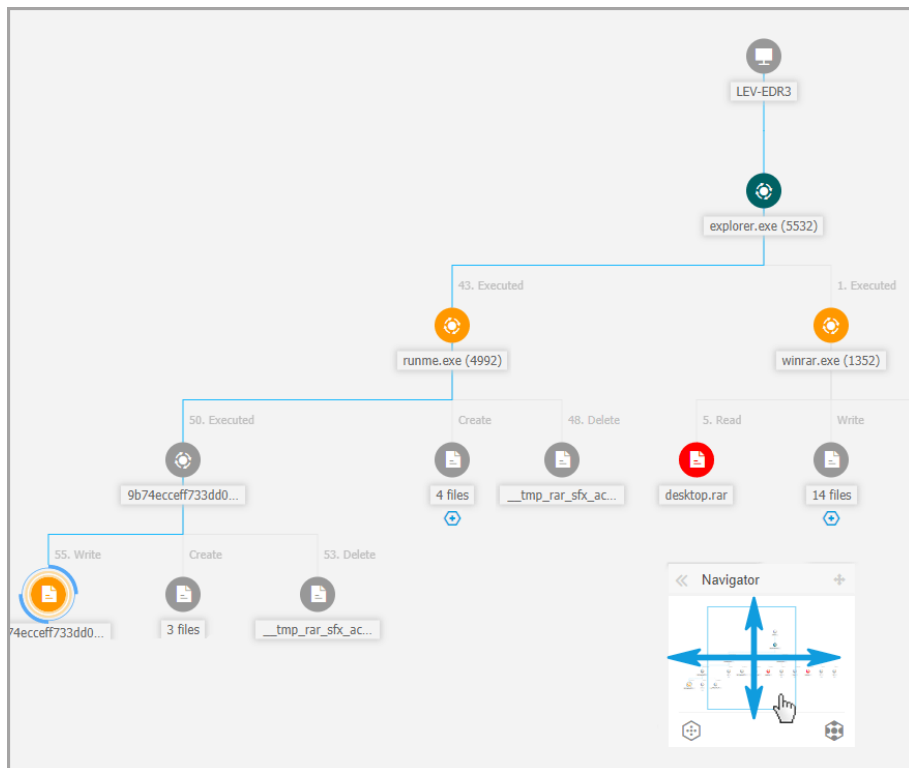 LEV-EDR3
explorer.exe (5532)
43. Executed
1. Executed
runme.exe (4992)
winrar.exe (1352)
50. Executed
Create
48. Delete
5. Read
Write
9b74ecceff733dd0...
4 files
__tmp_rar_sfx_ac...
desktop.rar
14 files
55. Write
Create
53. Delete
74ecceff733dd0...
3 files
__tmp_rar_sfx_ac...
Navigator